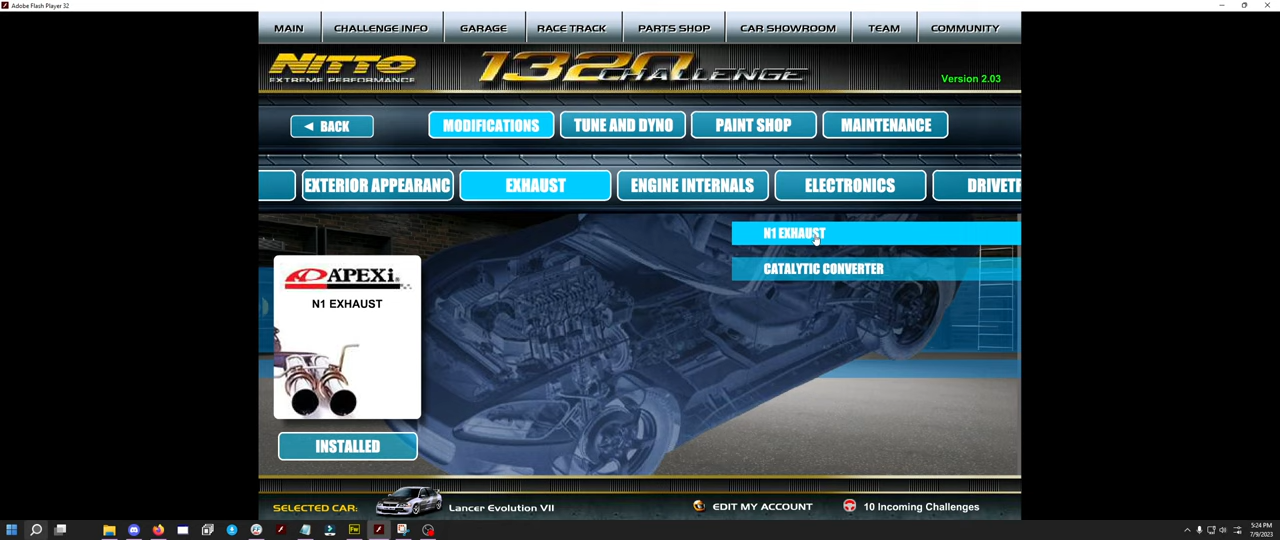 Adobe Flash Player 32
MAIN CHALLENGE INFO GARAGE RACE TRACK PARTS SHOP CAR SHOWROOM TEAM COMMUNITY
NITTO
EXTREME PERFORMANCE
1320 CHALLENGE
Version 2.03
BACK MODIFICATIONS TUNE AND DYNO PAINT SHOP MAINTENANCE
EXTERIOR APPEARANC EXHAUST ENGINE INTERNALS ELECTRONICS DRIVETR
N1 EXHAUST
CATALYTIC CONVERTER
APEXi
N1 EXHAUST
INSTALLED
SELECTED CAR: Lancer Evolution VII EDIT MY ACCOUNT 10 Incoming Challenges
Fw
5:24 PM
7/9/2023